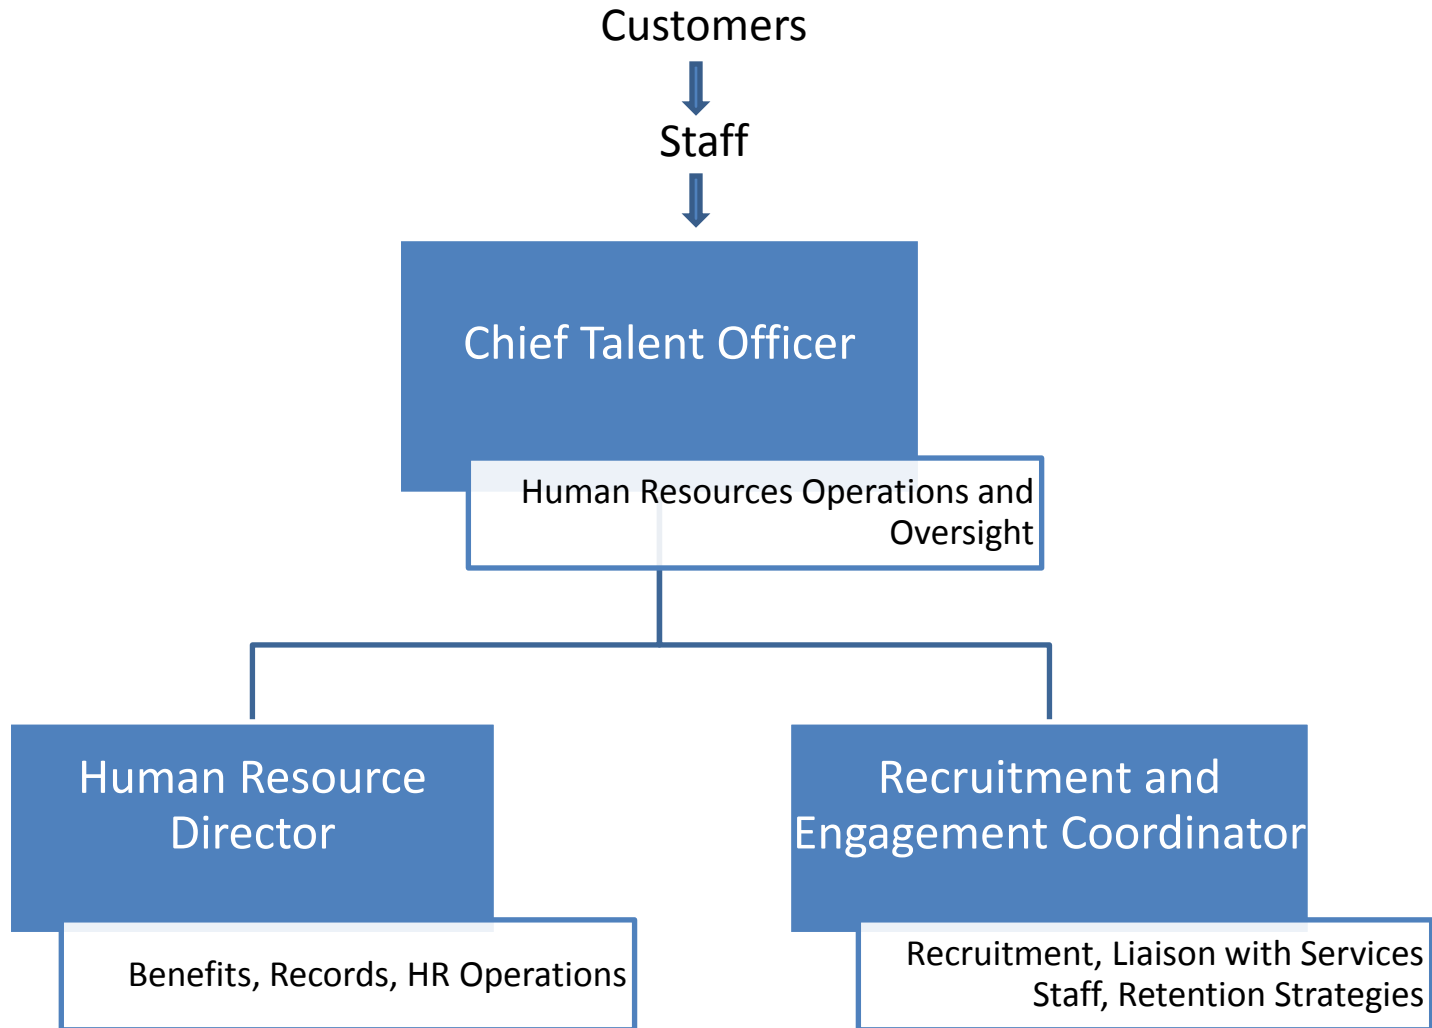 Customers
Staff
Chief Talent Officer
Human Resources Operations and
Oversight
Human Resource
Director
Benefits, Records, HR Operations
Recruitment and
Engagement Coordinator
Recruitment, Liaison with Services
Staff, Retention Strategies